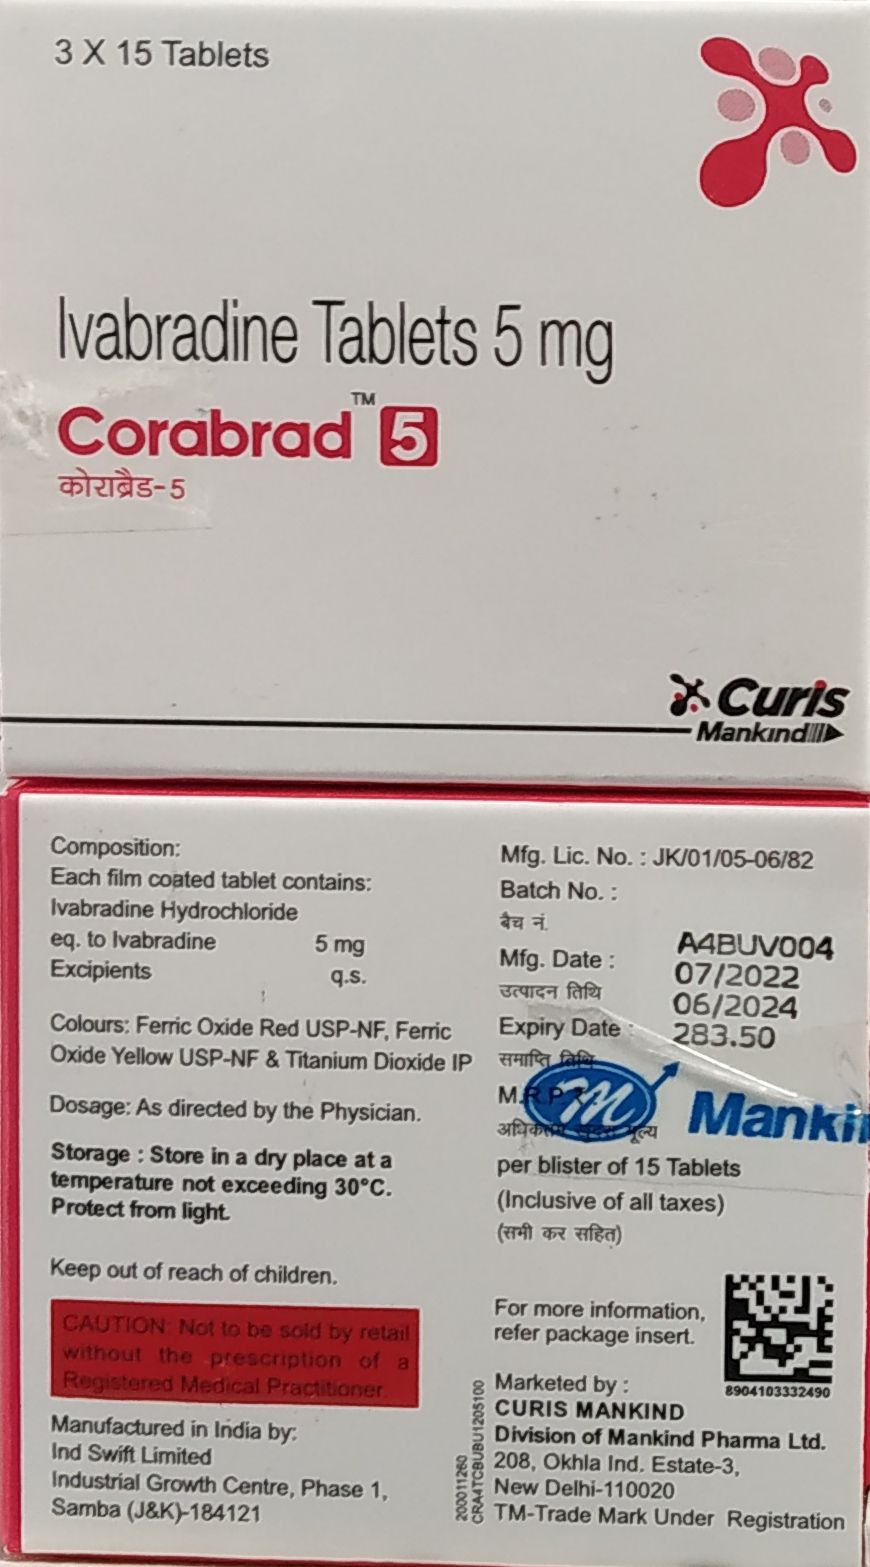 3 X 15 Tablets
Ivabradine Tablets 5 mg
Corabrad™ 5
कोराब्रैड-5
Curis
Mankind
Composition:
Each film coated tablet contains:
Ivabradine Hydrochloride
eq. to Ivabradine 5 mg
Excipients q.s.
Colours: Ferric Oxide Red USP-NF, Ferric
Oxide Yellow USP-NF & Titanium Dioxide IP
Dosage: As directed by the Physician.
Storage : Store in a dry place at a
temperature not exceeding 30°C.
Protect from light.
Keep out of reach of children.
CAUTION: Not to be sold by retail
without the prescription of a
Registered Medical Practitioner.
Manufactured in India by:
Ind Swift Limited
Industrial Growth Centre, Phase 1,
Samba (J&K)-184121
Mfg. Lic. No. : JK/01/05-06/82
Batch No. :
बैच नं.
A4BUV004
Mfg. Date :
07/2022
उत्पादन तिथि
06/2024
Expiry Date :
283.50
समाप्ति तिथि
M.R.P.₹
M
Mankin
अधिकतम खुदरा मूल्य
per blister of 15 Tablets
(Inclusive of all taxes)
(सभी कर सहित)
For more information,
refer package insert.
8904103332490
Marketed by :
CURIS MANKIND
Division of Mankind Pharma Ltd.
208, Okhla Ind. Estate-3,
New Delhi-110020
TM-Trade Mark Under Registration
200011260
CRA4TCBUBU1205100